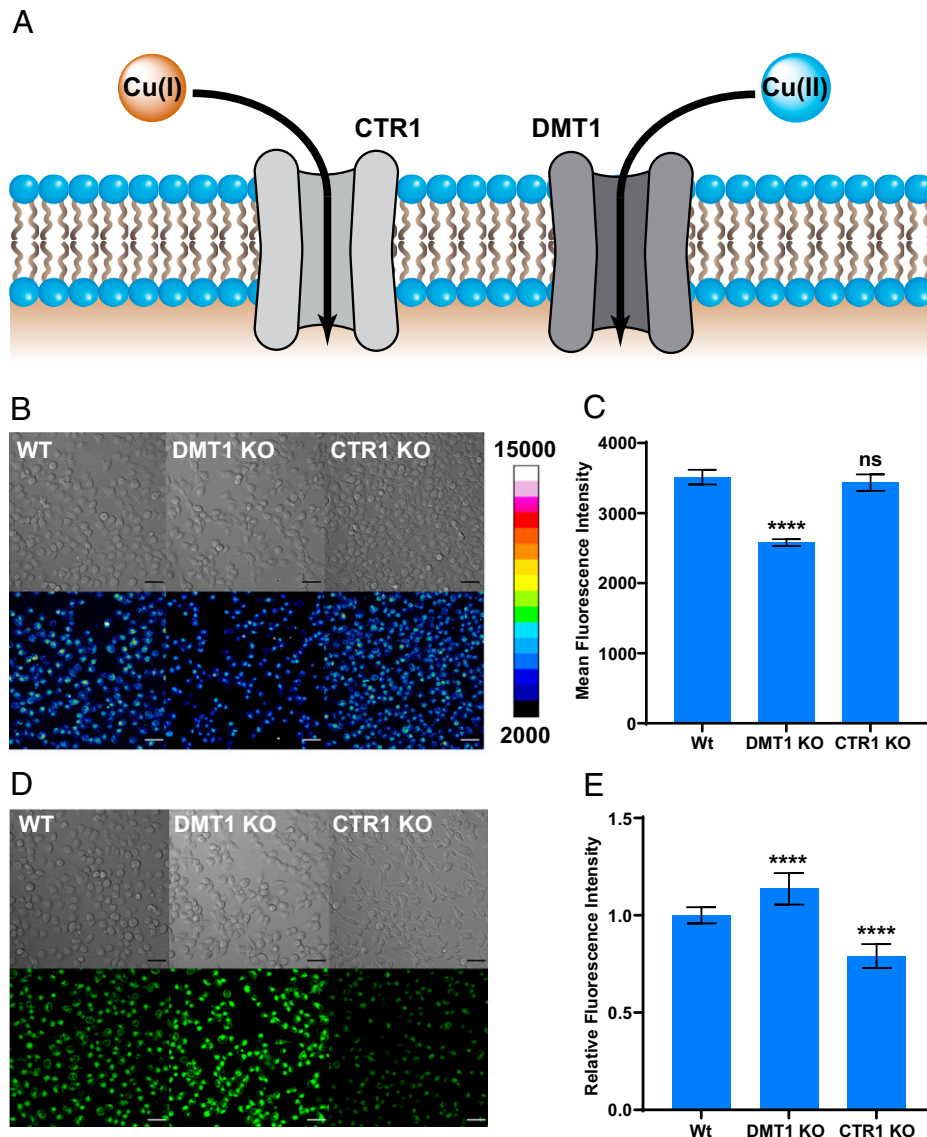 A
Cu(I)
Cu(II)
CTR1
DMT1
B
WT
DMT1 KO
CTR1 KO
15000
2000
C
Mean Fluorescence Intensity
4000
3000
2000
1000
0
****
ns
Wt
DMT1 KO
CTR1 KO
D
WT
DMT1 KO
CTR1 KO
E
Relative Fluorescence Intensity
1.5
1.0
0.5
0.0
****
****
Wt
DMT1 KO
CTR1 KO